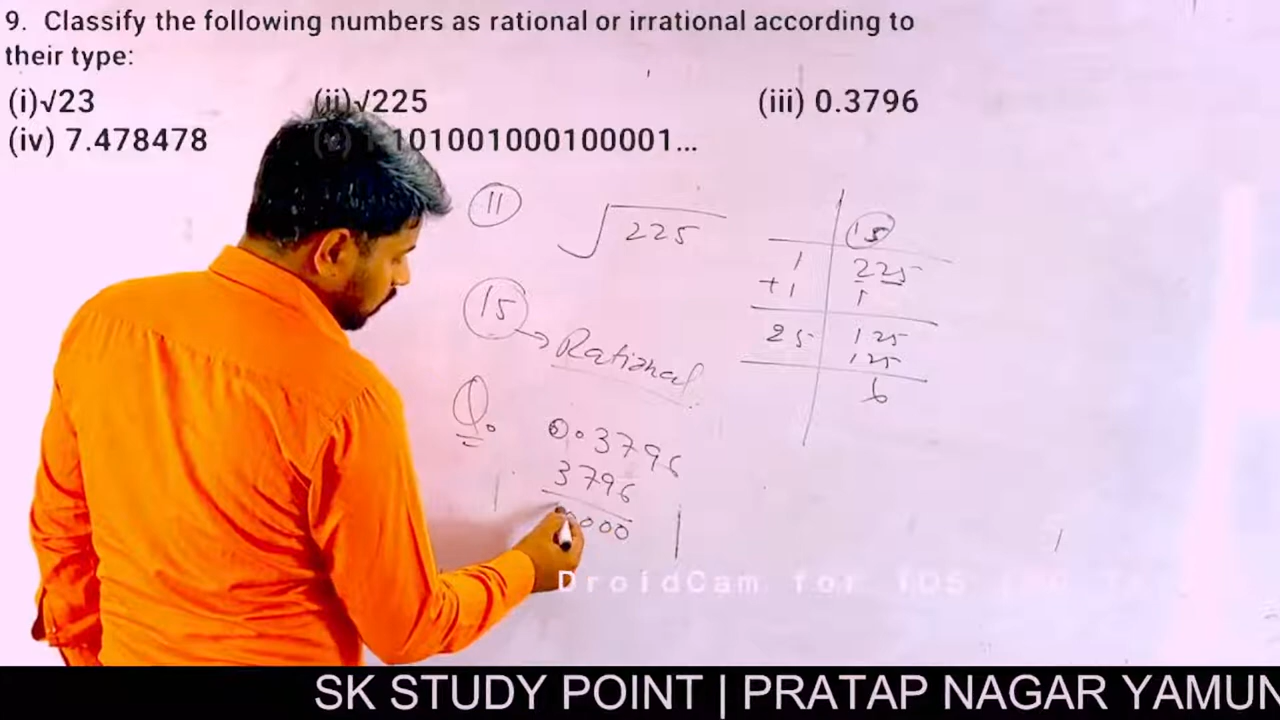 9. Classify the following numbers as rational or irrational according to
their type:
(i)√23 (ii)√225 (iii) 0.3796
(iv) 7.478478 101001000100001...
11 √225
15
1 225
+1 1
15 → Rational
25 125
125
Q. 0.3796
3796
000
DroidCam for iOS
SK STUDY POINT | PRATAP NAGAR YAMUN